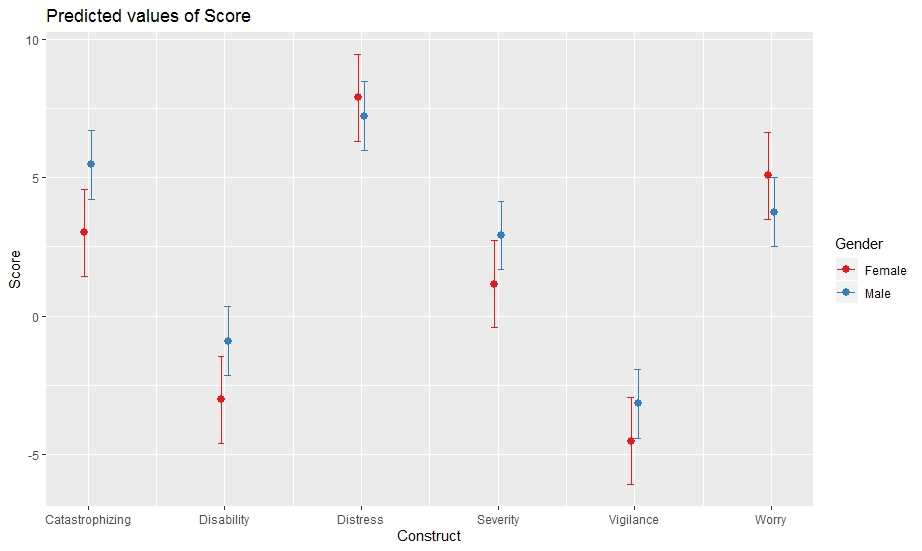 Predicted values of Score
10
5
0
-5
Score
Catastrophizing Disability Distress Severity Vigilance Worry
Construct
Gender
Female
Male